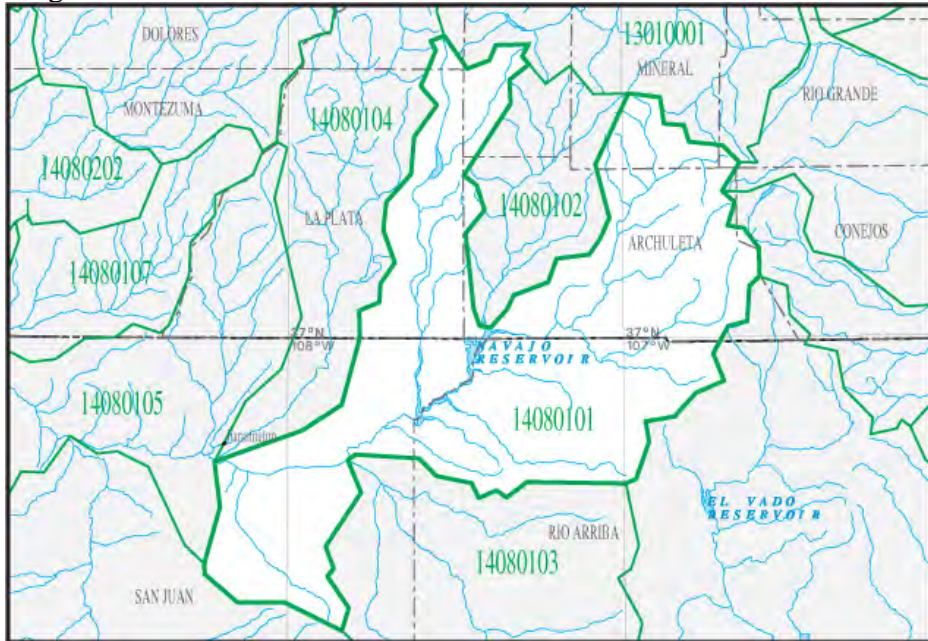 DOLORES
13010001
MINERAL
MONTEZUMA
14080104
RIO GRANDE
14080202
14080102
LA PLATA
ARCHULETA
CONEJOS
14080107
37°N
108°W
37°N
107°W
NAVAJO
RESERVOIR
14080105
14080101
Farmington
EL VADO
RESERVOIR
RIO ARRIBA
14080103
SAN JUAN